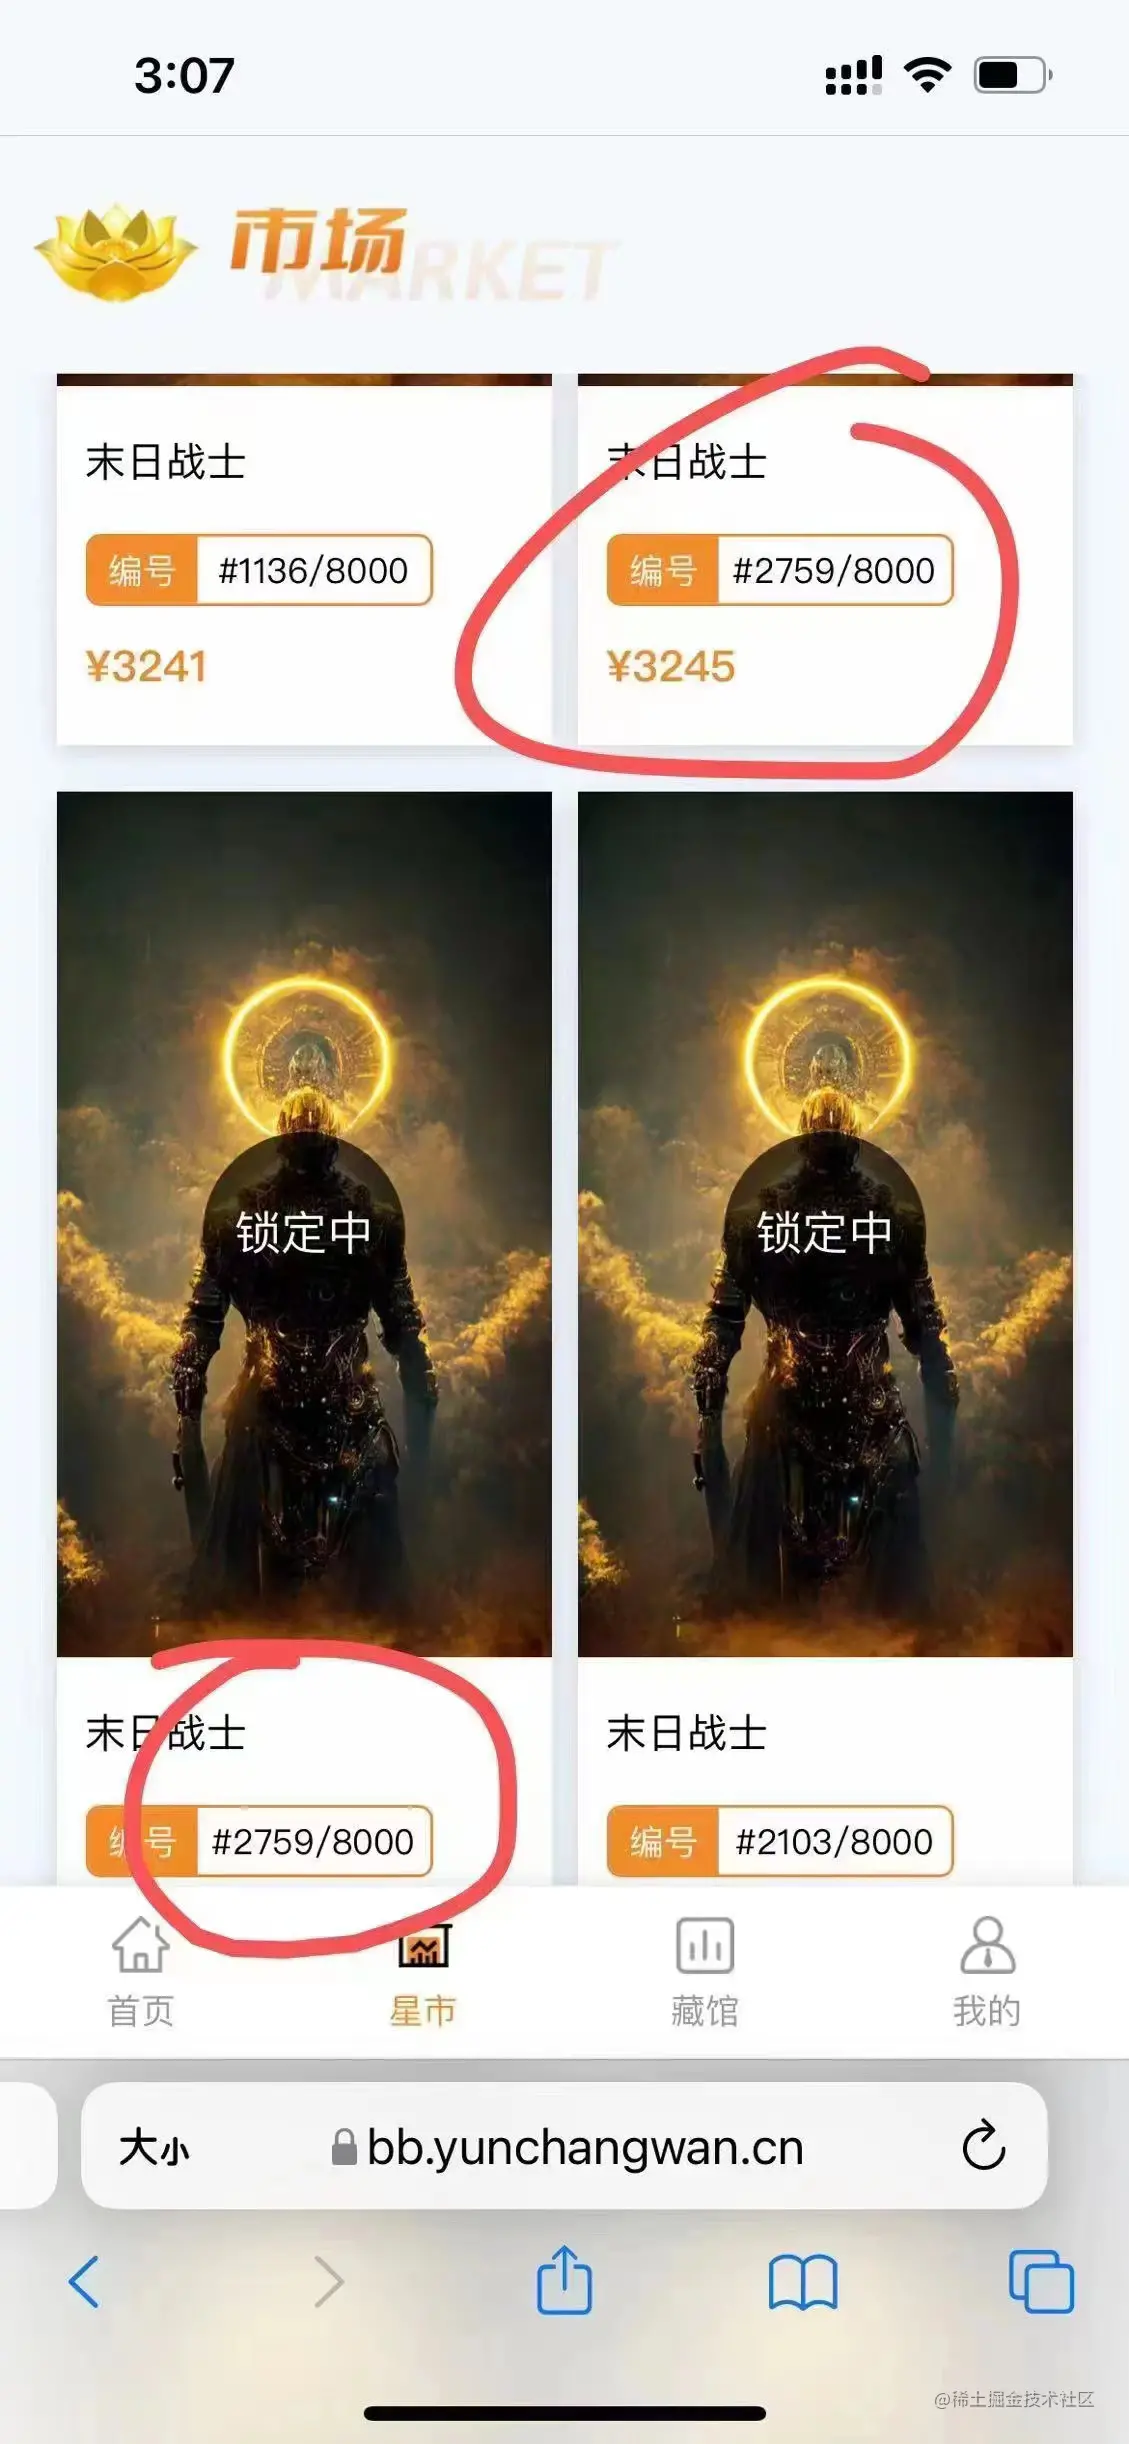 3:07
市场
MARKET
末日战士
末日战士
编号 #1136/8000
编号 #2759/8000
¥3241
¥3245
锁定中
锁定中
末日战士
末日战士
编号 #2759/8000
编号 #2103/8000
首页
星市
藏馆
我的
大小
bb.yunchangwan.cn
@稀土掘金技术社区